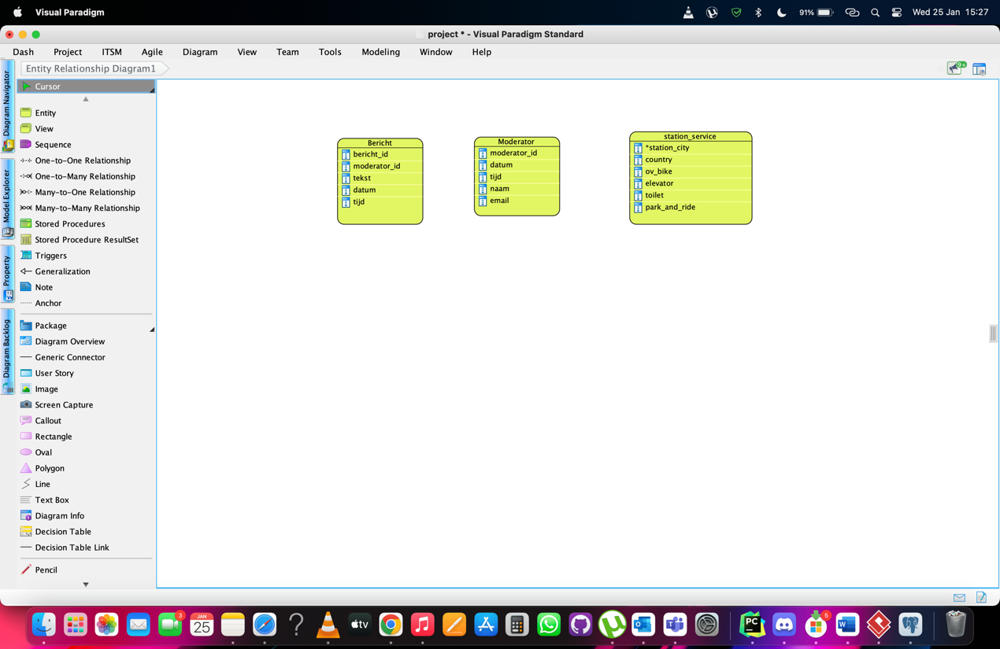 Visual Paradigm
91%
Wed 25 Jan 15:27
project * - Visual Paradigm Standard
Dash Project ITSM Agile Diagram View Team Tools Modeling Window Help
Entity Relationship Diagram1
9+
Diagram Navigator
Model Explorer
Property
Diagram Backlog
Cursor
Entity
View
Sequence
One-to-One Relationship
One-to-Many Relationship
Many-to-One Relationship
Many-to-Many Relationship
Stored Procedures
Stored Procedure ResultSet
Triggers
Generalization
Note
Anchor
Package
Diagram Overview
Generic Connector
User Story
Image
Screen Capture
Callout
Rectangle
Oval
Polygon
Line
Text Box
Diagram Info
Decision Table
Decision Table Link
Pencil
Bericht
bericht_id
moderator_id
tekst
datum
tijd
Moderator
moderator_id
datum
tijd
naam
email
station_service
*station_city
country
ov_bike
elevator
toilet
park_and_ride
3
JAN
25
?
tv
PC
5
W